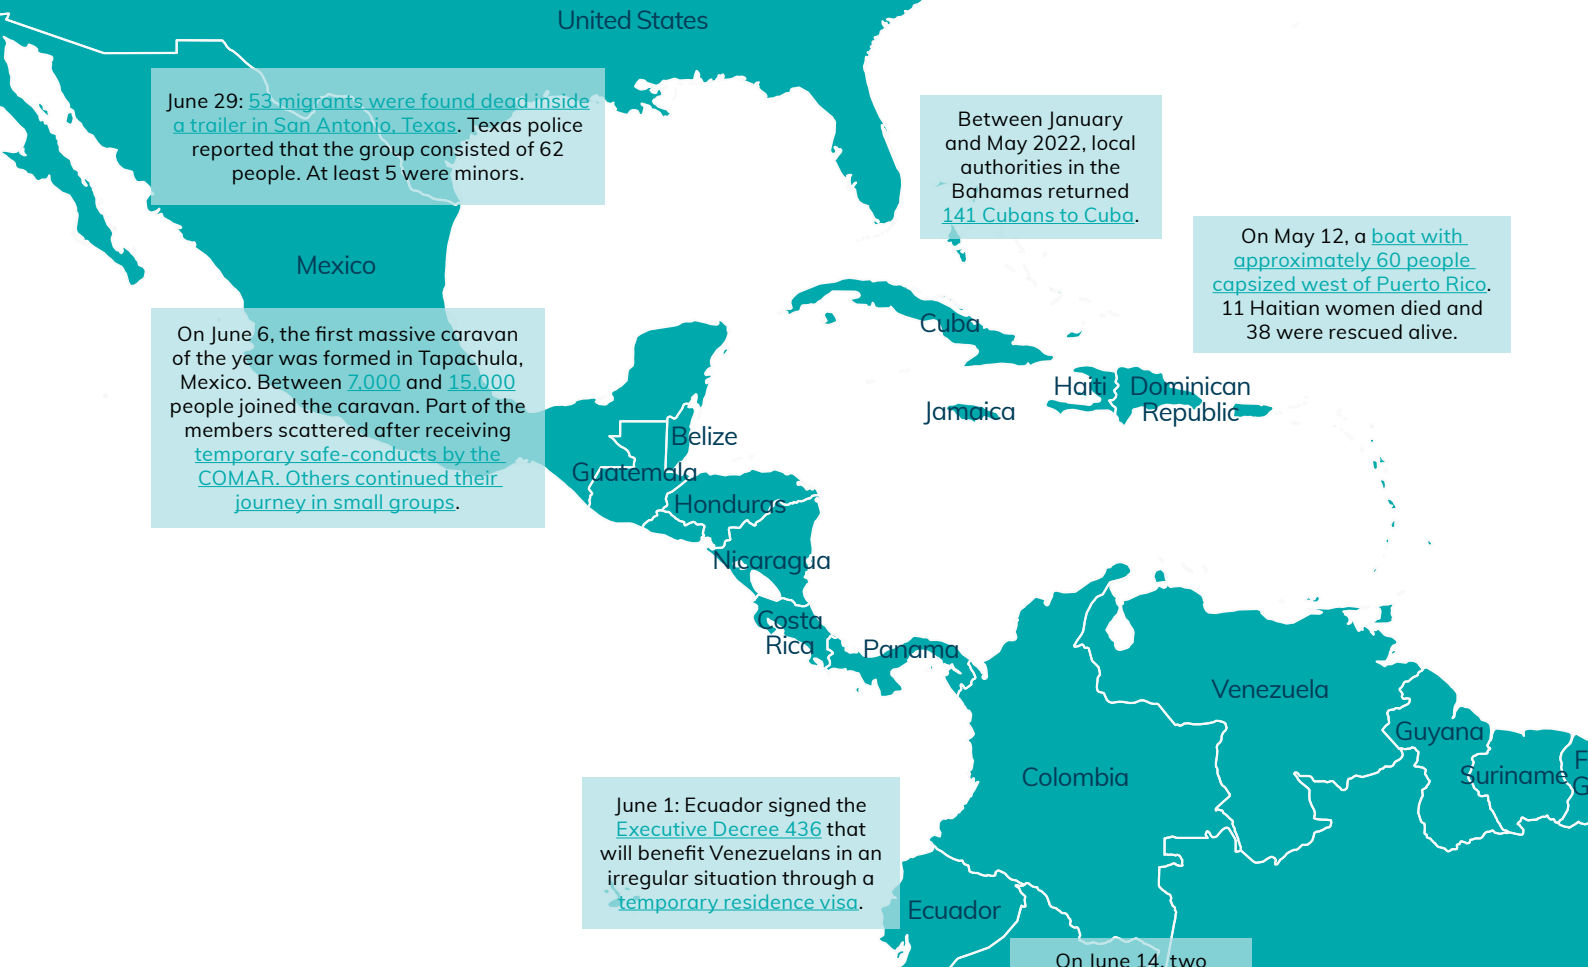 United States
June 29: 53 migrants were found dead inside
a trailer in San Antonio, Texas. Texas police
reported that the group consisted of 62
people. At least 5 were minors.
Between January
and May 2022, local
authorities in the
Bahamas returned
141 Cubans to Cuba.
On May 12, a boat with
approximately 60 people
capsized west of Puerto Rico.
11 Haitian women died and
38 were rescued alive.
Mexico
On June 6, the first massive caravan
of the year was formed in Tapachula,
Mexico. Between 7,000 and 15,000
people joined the caravan. Part of the
members scattered after receiving
temporary safe-conducts by the
COMAR. Others continued their
journey in small groups.
Cuba
Haiti
Dominican
Republic
Jamaica
Belize
Guatemala
Honduras
Nicaragua
Costa
Rica
Panama
Venezuela
Guyana
Suriname
F
G
Colombia
June 1: Ecuador signed the
Executive Decree 436 that
will benefit Venezuelans in an
irregular situation through a
temporary residence visa.
Ecuador
On June 14, two